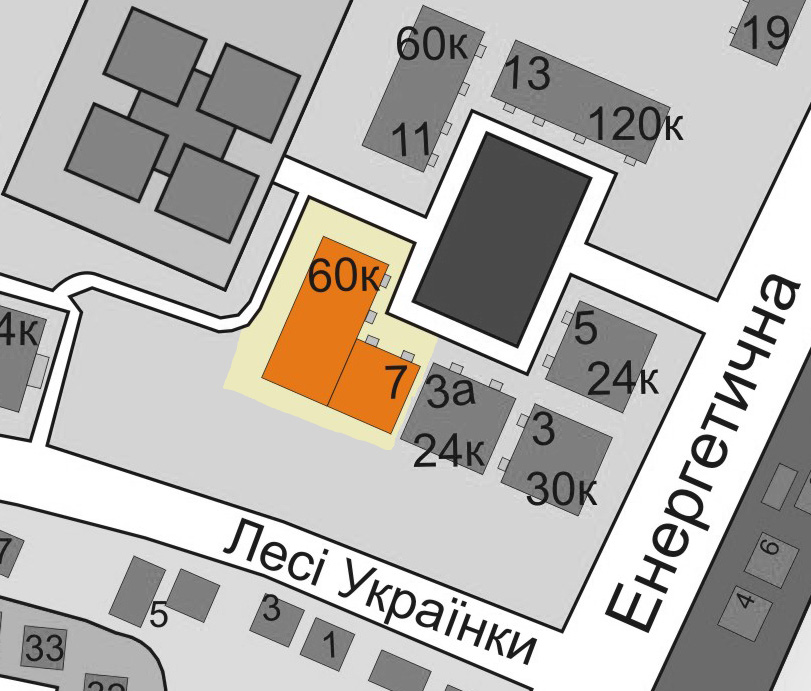 19
60к
13
120к
11
60к
4к
5
24к
7
3а
24к
3
30к
Енергетична
6
4
Лесі Українки
7
5
3
1
33